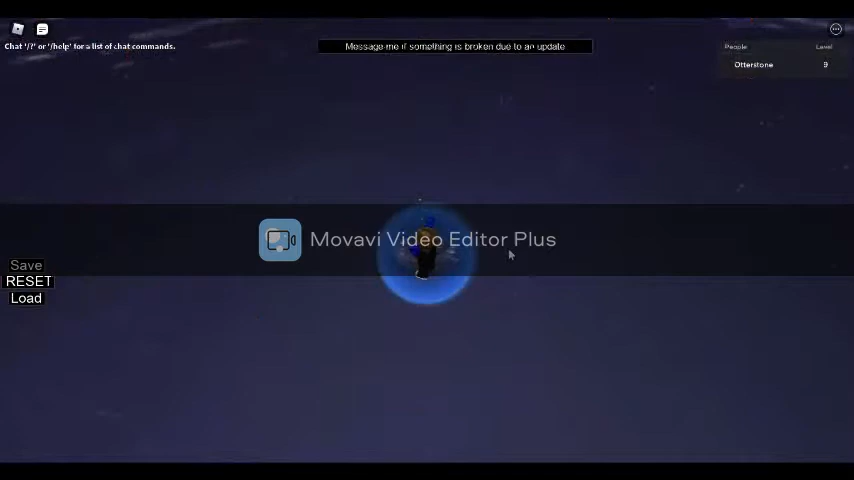 Chat '/?' or '/help' for a list of chat commands.
Message me if something is broken due to an update
People Level
Otterstone 9
Movavi Video Editor Plus
Save
RESET
Load